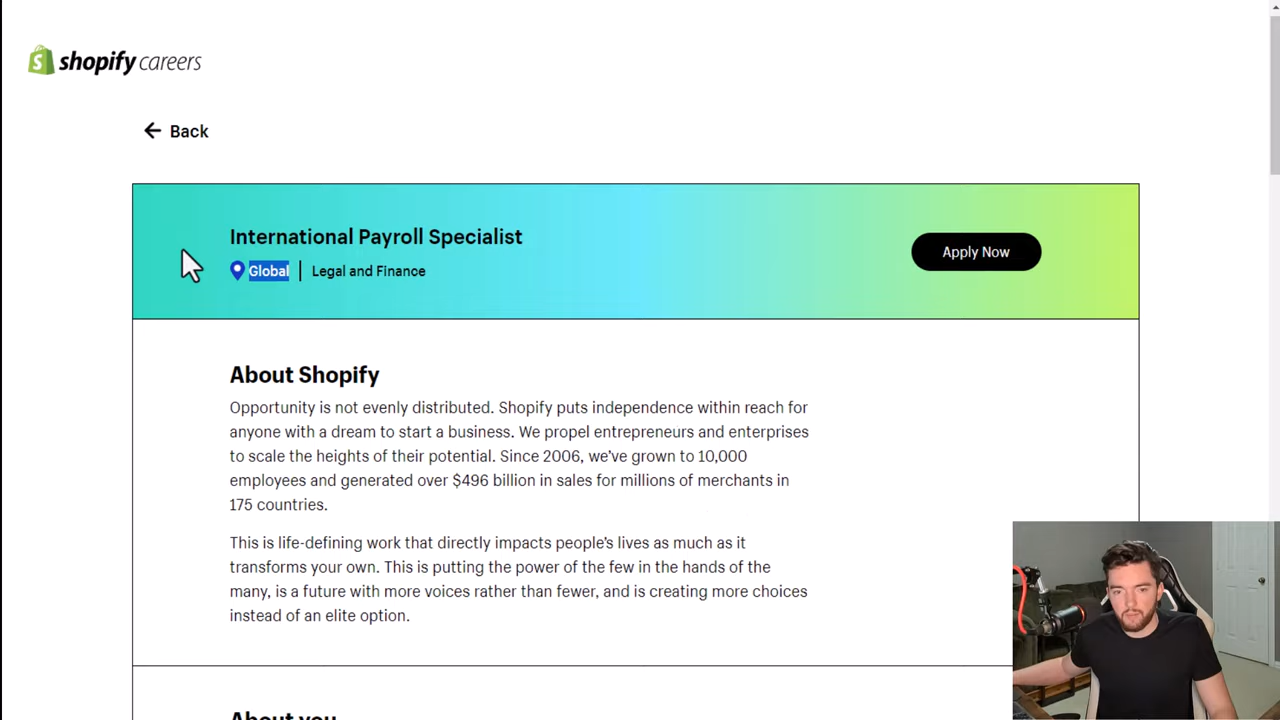 shopify careers
Back
International Payroll Specialist
Apply Now
Global | Legal and Finance
About Shopify
Opportunity is not evenly distributed. Shopify puts independence within reach for
anyone with a dream to start a business. We propel entrepreneurs and enterprises
to scale the heights of their potential. Since 2006, we’ve grown to 10,000
employees and generated over $496 billion in sales for millions of merchants in
175 countries.
This is life-defining work that directly impacts people’s lives as much as it
transforms your own. This is putting the power of the few in the hands of the
many, is a future with more voices rather than fewer, and is creating more choices
instead of an elite option.
About you